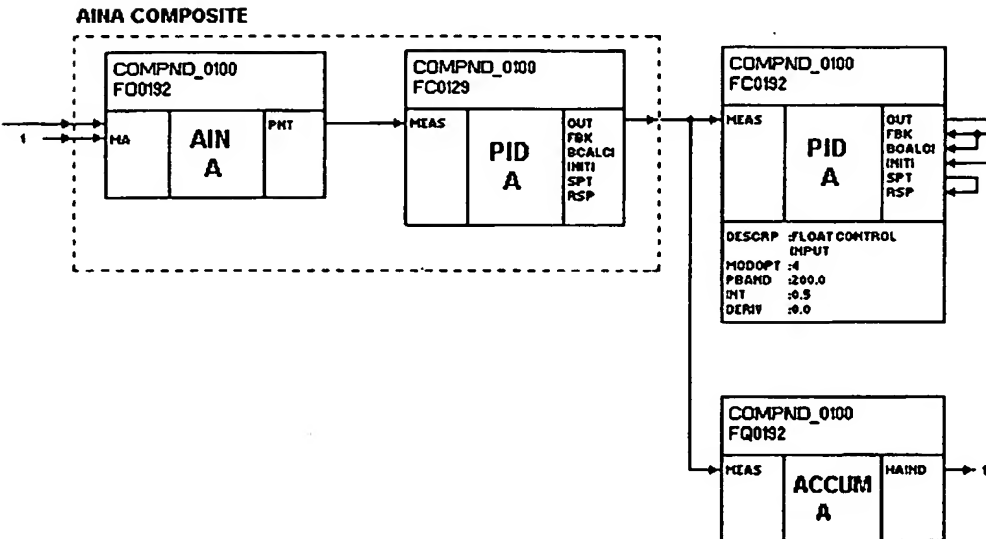 AINA COMPOSITE
COMPND_0100
FO0192
MA
AIN
A
PNT
1
COMPND_0100
FC0129
MEAS
PID
A
OUT
FBK
BCALCI
INITI
SPT
RSP
COMPND_0100
FC0192
MEAS
PID
A
OUT
FBK
BCALCI
INITI
SPT
RSP
DESCRP :FLOAT CONTROL
INPUT
MODOPT :4
PBAND :200.0
INT :0.5
DERIV :0.0
COMPND_0100
FQ0192
MEAS
ACCUM
A
HAIND
1